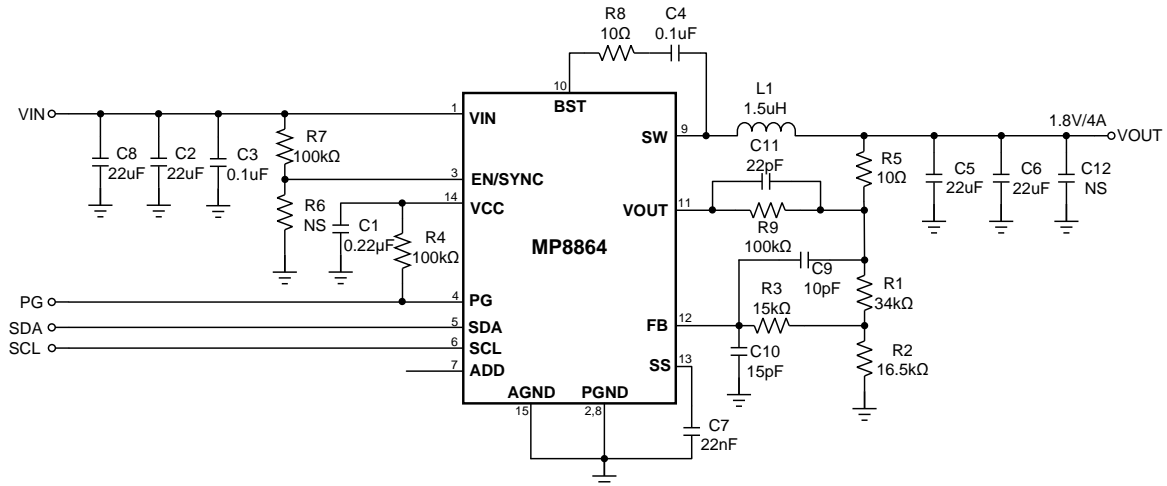 R8
10Ω
C4
0.1uF
10
BST
L1
1.5uH
VIN
1
VIN
SW
9
1.8V/4A
VOUT
C8
22uF
C2
22uF
C3
0.1uF
R7
100kΩ
C11
22pF
R5
10Ω
C5
22uF
C6
22uF
C12
NS
3
EN/SYNC
14
VCC
R6
NS
C1
0.22µF
R4
100kΩ
VOUT
11
R9
100kΩ
MP8864
C9
10pF
R1
34kΩ
PG
4
PG
R3
15kΩ
SDA
5
SDA
FB
12
SCL
6
SCL
C10
15pF
R2
16.5kΩ
7
ADD
SS
13
AGND
PGND
15
2,8
C7
22nF